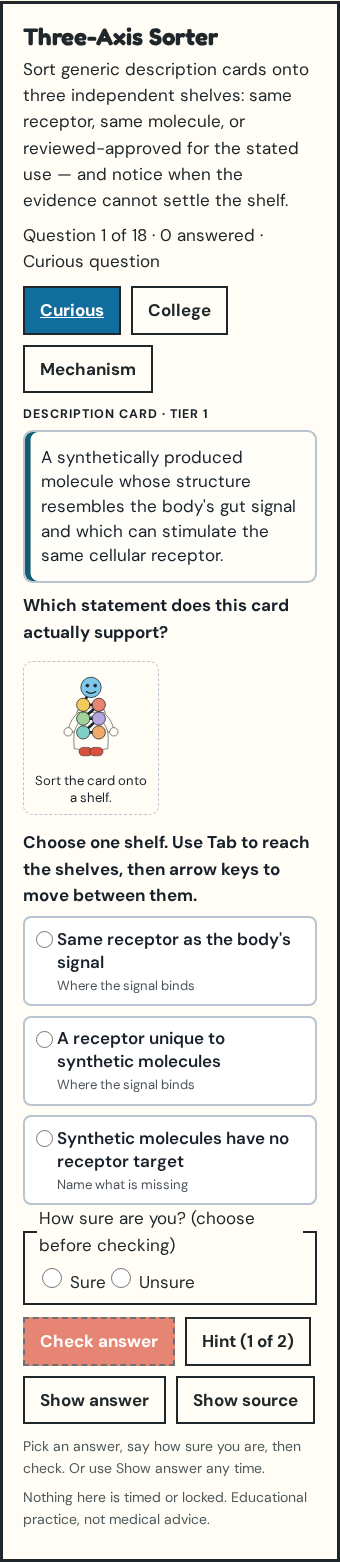 Three-Axis Sorter
Sort generic description cards onto
three independent shelves: same
receptor, same molecule, or
reviewed-approved for the stated
use — and notice when the
evidence cannot settle the shelf.
Question 1 of 18 · 0 answered ·
Curious question
Curious
College
Mechanism
DESCRIPTION CARD · TIER 1
A synthetically produced
molecule whose structure
resembles the body's gut signal
and which can stimulate the
same cellular receptor.
Which statement does this card
actually support?
Sort the card onto
a shelf.
Choose one shelf. Use Tab to reach
the shelves, then arrow keys to
move between them.
Same receptor as the body's
signal
Where the signal binds
A receptor unique to
synthetic molecules
Where the signal binds
Synthetic molecules have no
receptor target
Name what is missing
How sure are you? (choose
before checking)
Sure Unsure
Check answer
Hint (1 of 2)
Show answer
Show source
Pick an answer, say how sure you are, then
check. Or use Show answer any time.
Nothing here is timed or locked. Educational
practice, not medical advice.